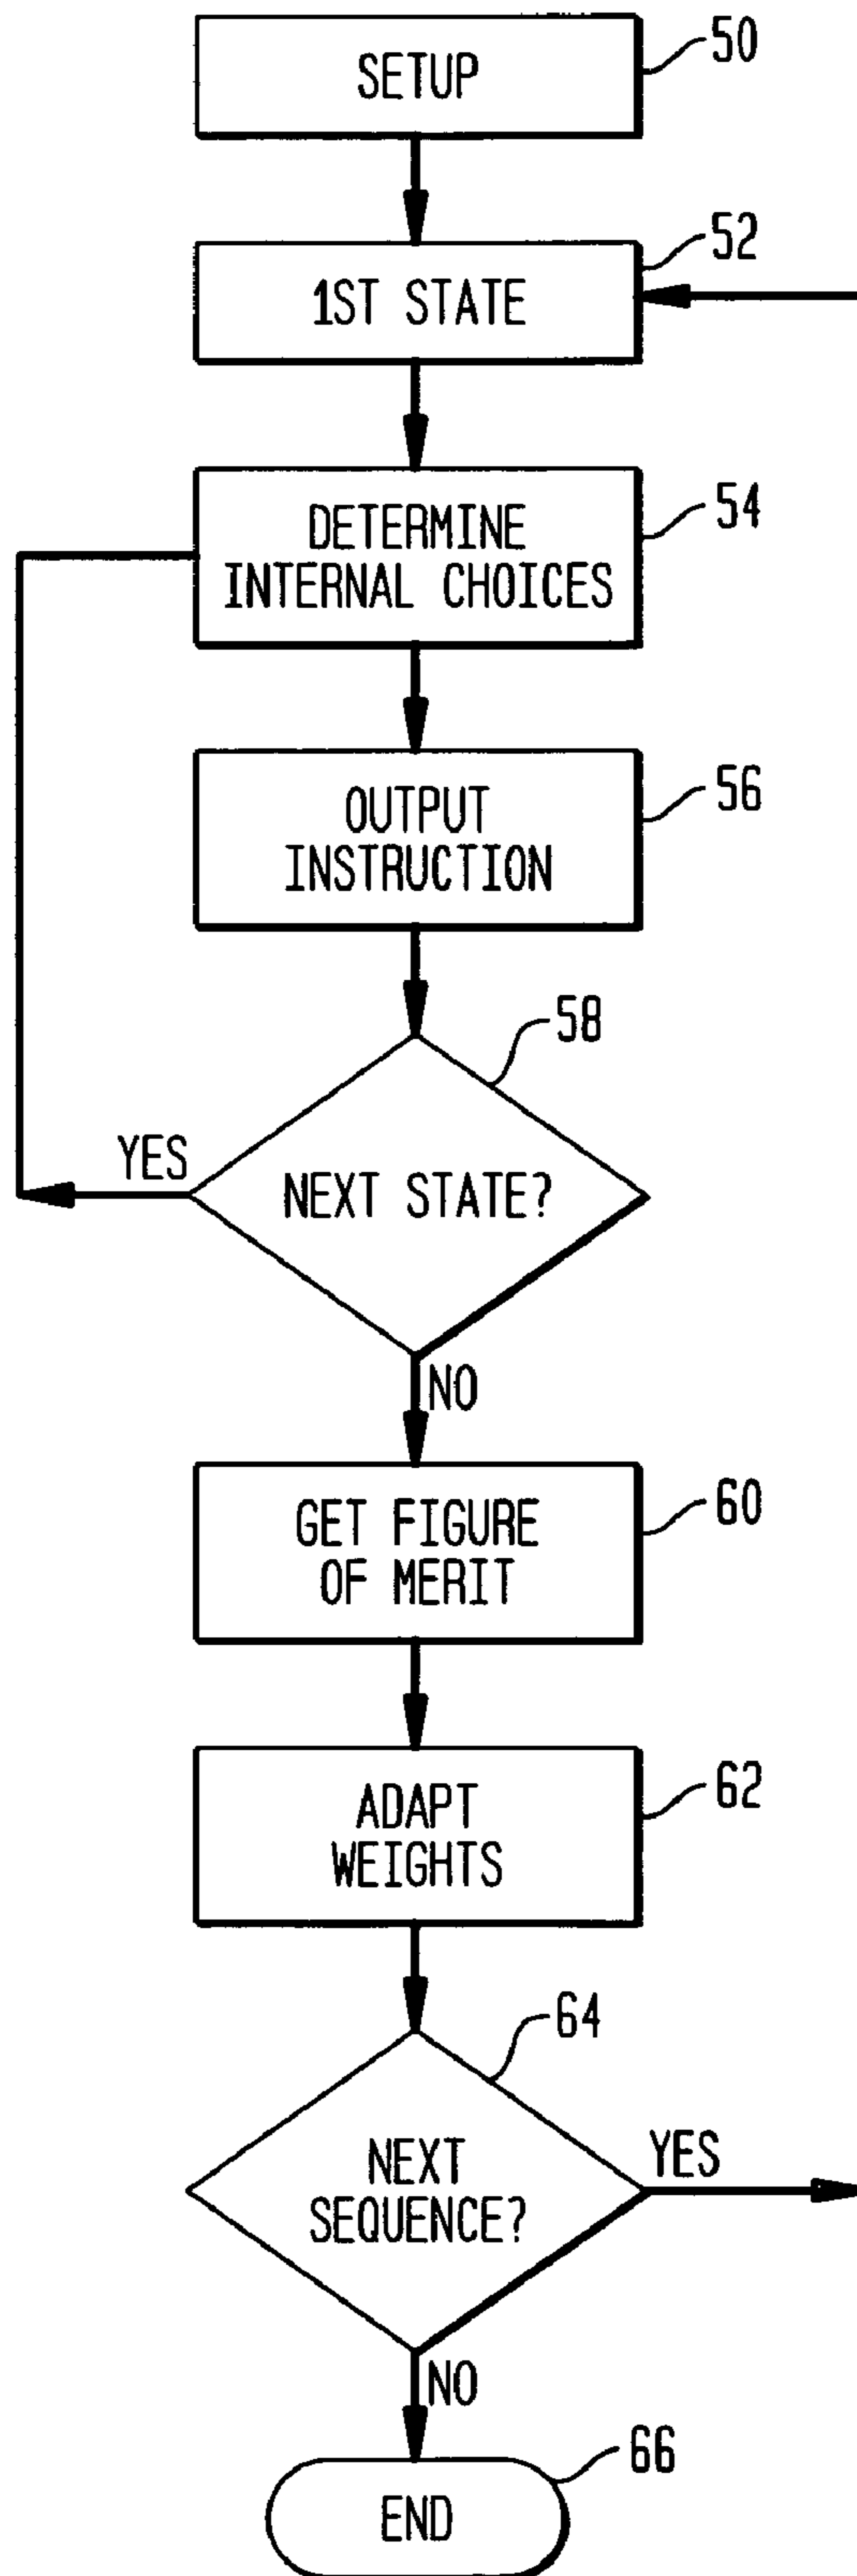 SETUP
50
1ST STATE
52
DETERMINE
INTERNAL CHOICES
54
OUTPUT
INSTRUCTION
56
58
YES
NEXT STATE?
NO
GET FIGURE
OF MERIT
60
ADAPT
WEIGHTS
62
64
NEXT
SEQUENCE?
YES
NO
66
END